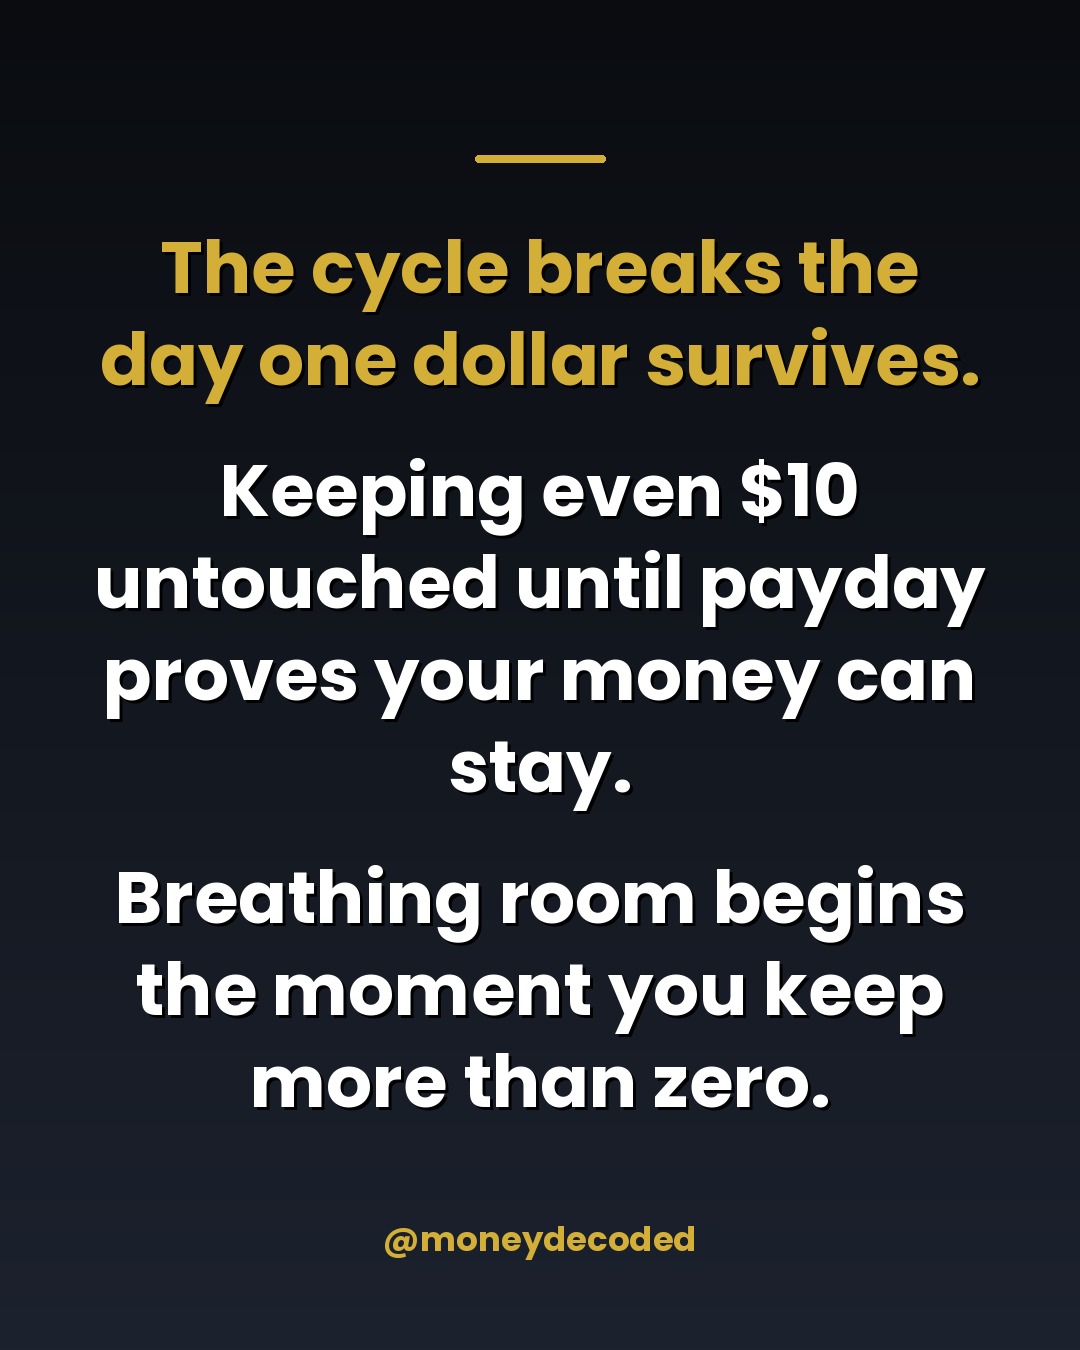 The cycle breaks the
day one dollar survives.
Keeping even $10
untouched until payday
proves your money can
stay.
Breathing room begins
the moment you keep
more than zero.
@moneydecoded